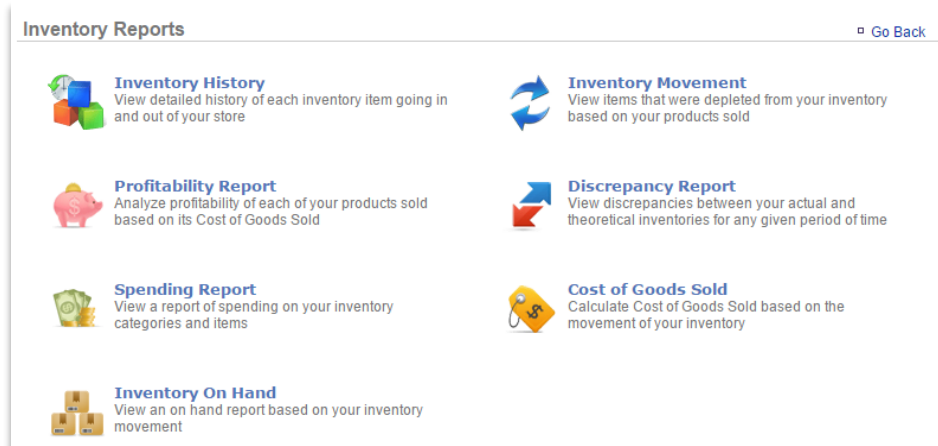 Inventory Reports
Go Back
Inventory History
View detailed history of each inventory item going in
and out of your store
Inventory Movement
View items that were depleted from your inventory
based on your products sold
Profitability Report
Analyze profitability of each of your products sold
based on its Cost of Goods Sold
Discrepancy Report
View discrepancies between your actual and
theoretical inventories for any given period of time
Spending Report
View a report of spending on your inventory
categories and items
Cost of Goods Sold
Calculate Cost of Goods Sold based on the
movement of your inventory
Inventory On Hand
View an on hand report based on your inventory
movement